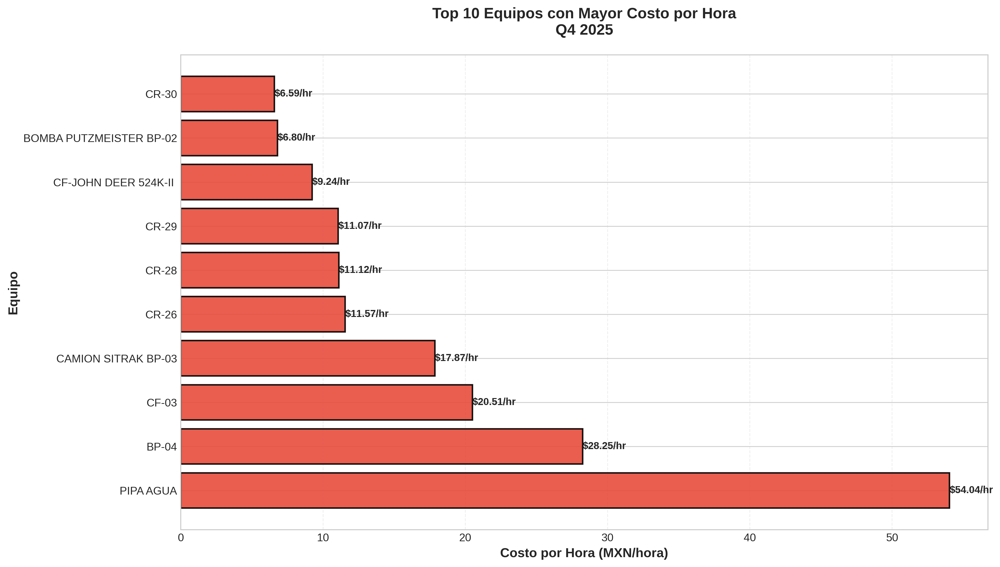 Top 10 Equipos con Mayor Costo por Hora
Q4 2025
Equipo
CR-30 $6.59/hr
BOMBA PUTZMEISTER BP-02 $6.80/hr
CF-JOHN DEER 524K-II $9.24/hr
CR-29 $11.07/hr
CR-28 $11.12/hr
CR-26 $11.57/hr
CAMION SITRAK BP-03 $17.87/hr
CF-03 $20.51/hr
BP-04 $28.25/hr
PIPA AGUA $54.04/hr
0 10 20 30 40 50
Costo por Hora (MXN/hora)